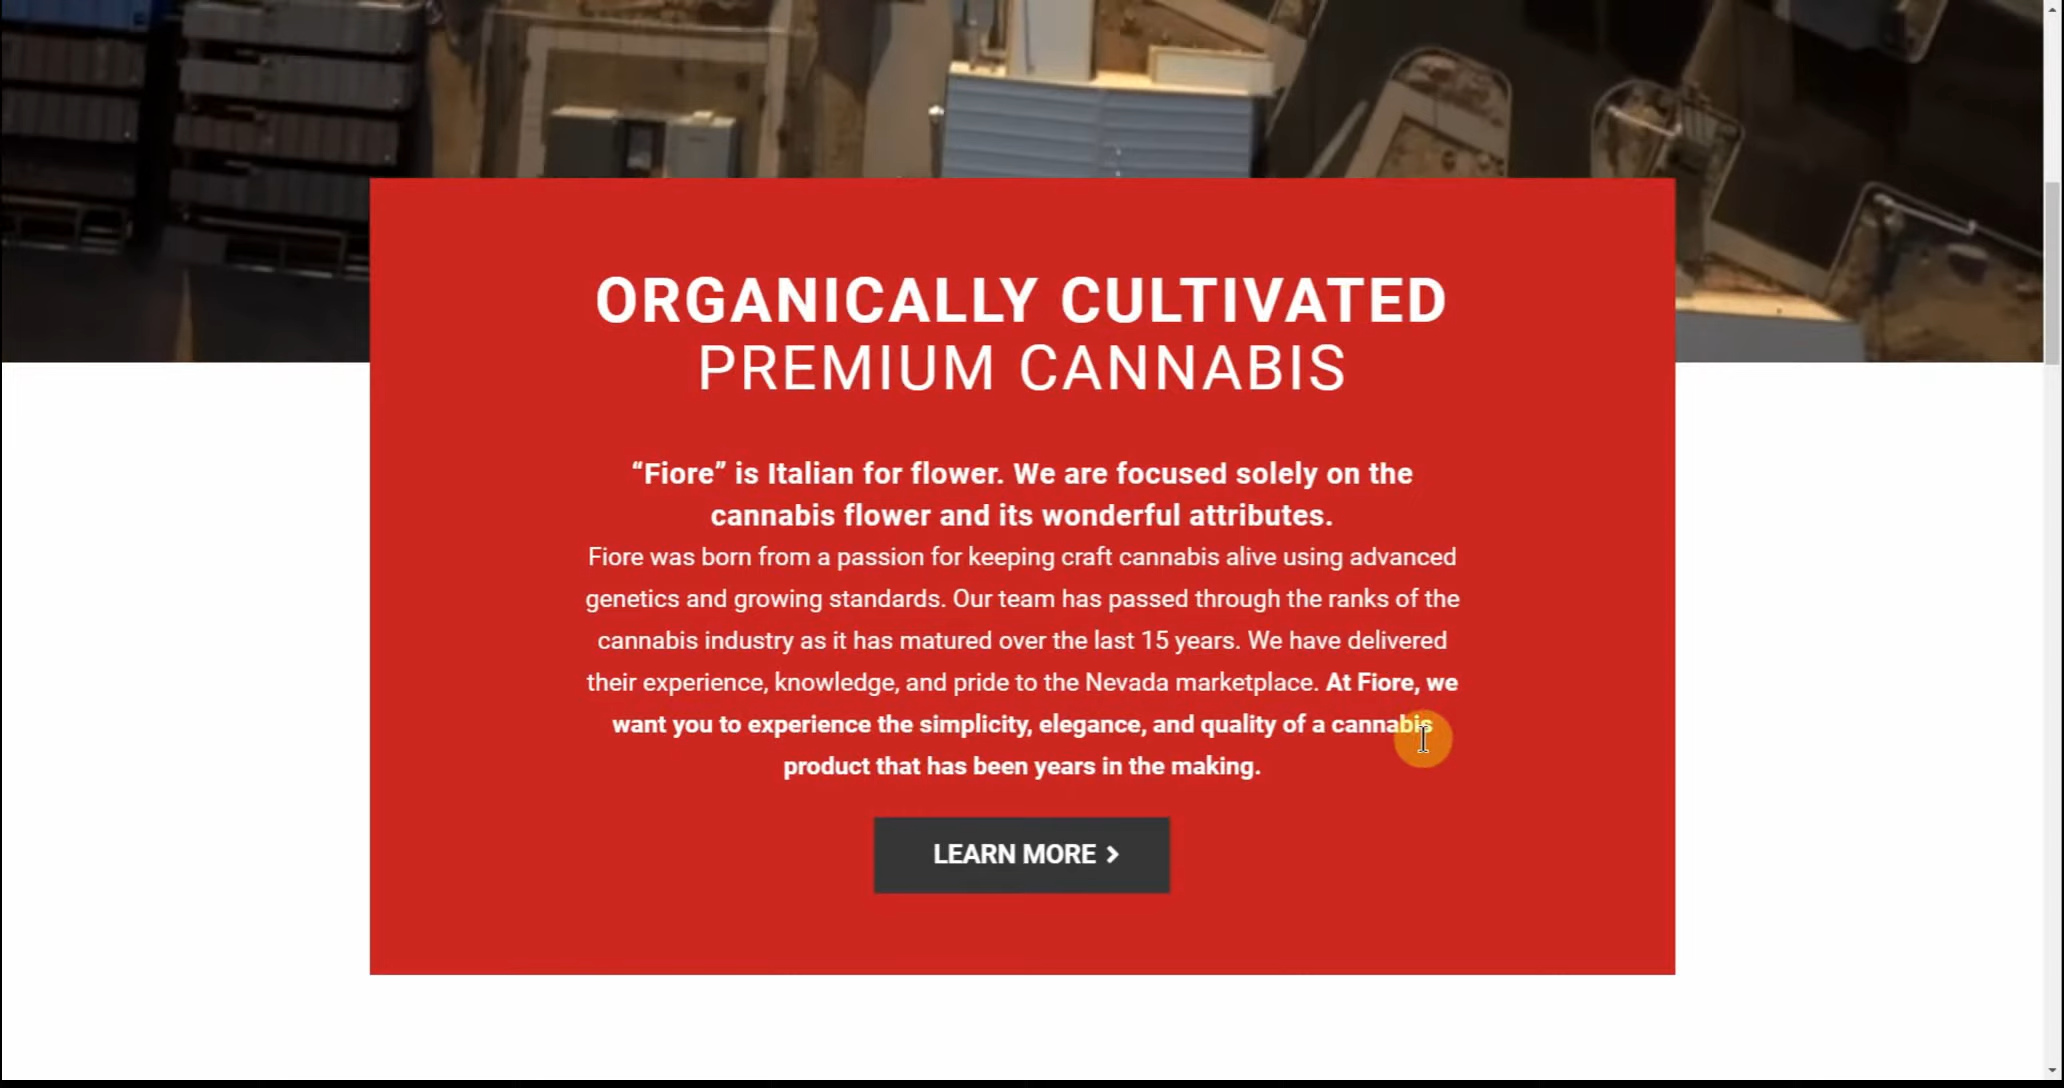 ORGANICALLY CULTIVATED
PREMIUM CANNABIS
“Fiore” is Italian for flower. We are focused solely on the
cannabis flower and its wonderful attributes.
Fiore was born from a passion for keeping craft cannabis alive using advanced
genetics and growing standards. Our team has passed through the ranks of the
cannabis industry as it has matured over the last 15 years. We have delivered
their experience, knowledge, and pride to the Nevada marketplace. At Fiore, we
want you to experience the simplicity, elegance, and quality of a cannabis
product that has been years in the making.
LEARN MORE >